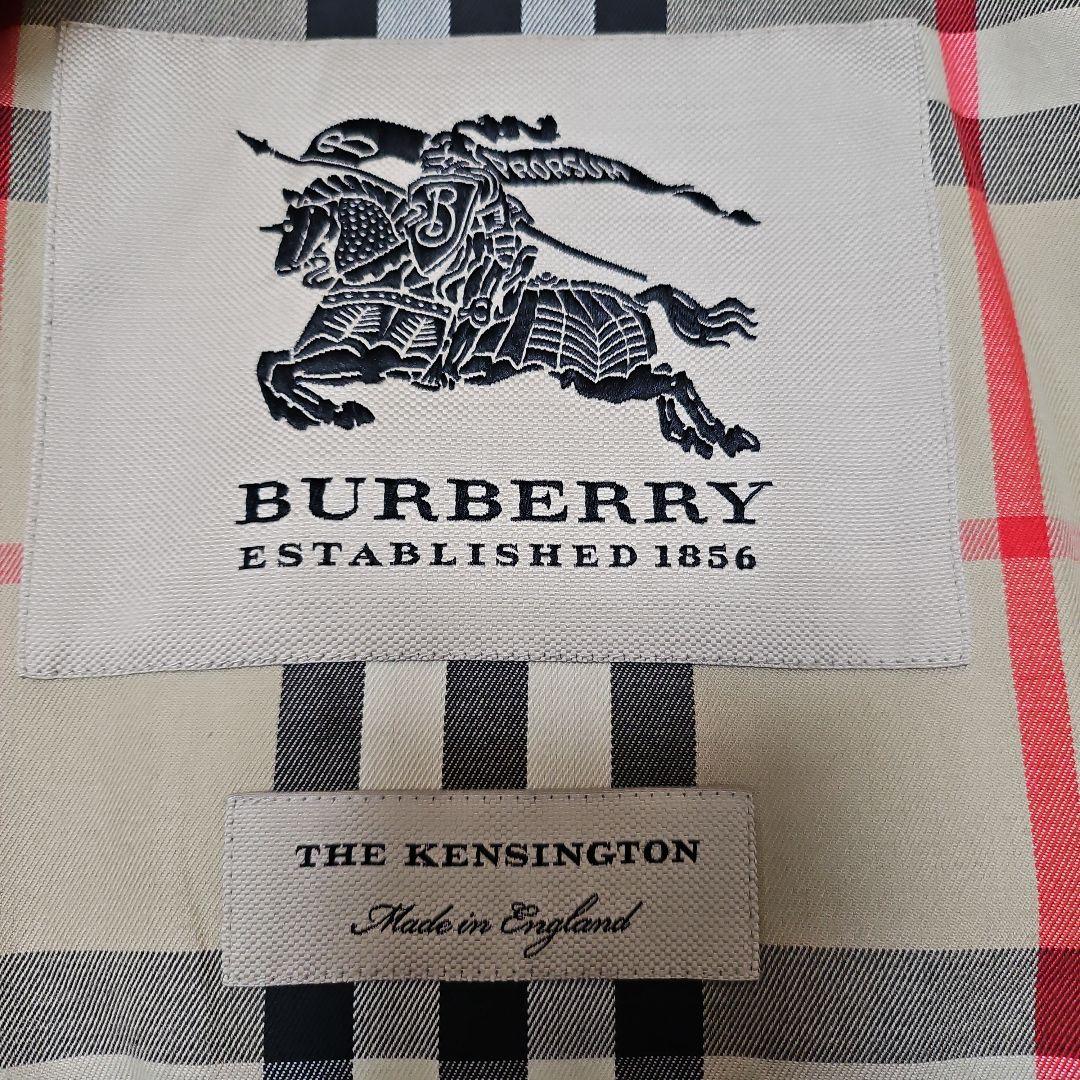 B
PRORSUM
B
BURBERRY
ESTABLISHED 1856
THE KENSINGTON
Made in England